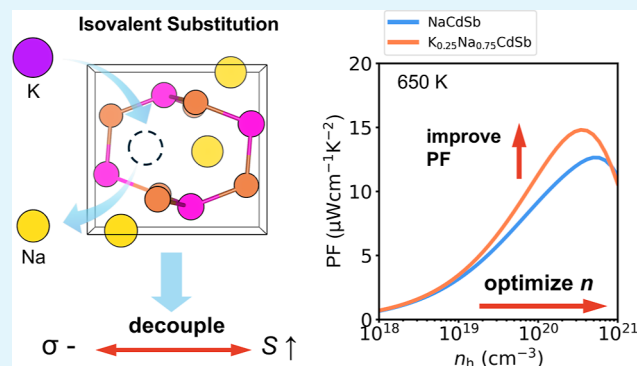 Isovalent Substitution
K
Na
decouple
σ - S ↑
NaCdSb
K₀.₂₅Na₀.₇₅CdSb
650 K
improve
PF
optimize n
PF (μWcm⁻¹K⁻²)
20
15
10
5
0
10¹⁸ 10¹⁹ 10²⁰ 10²¹
nₕ (cm⁻³)